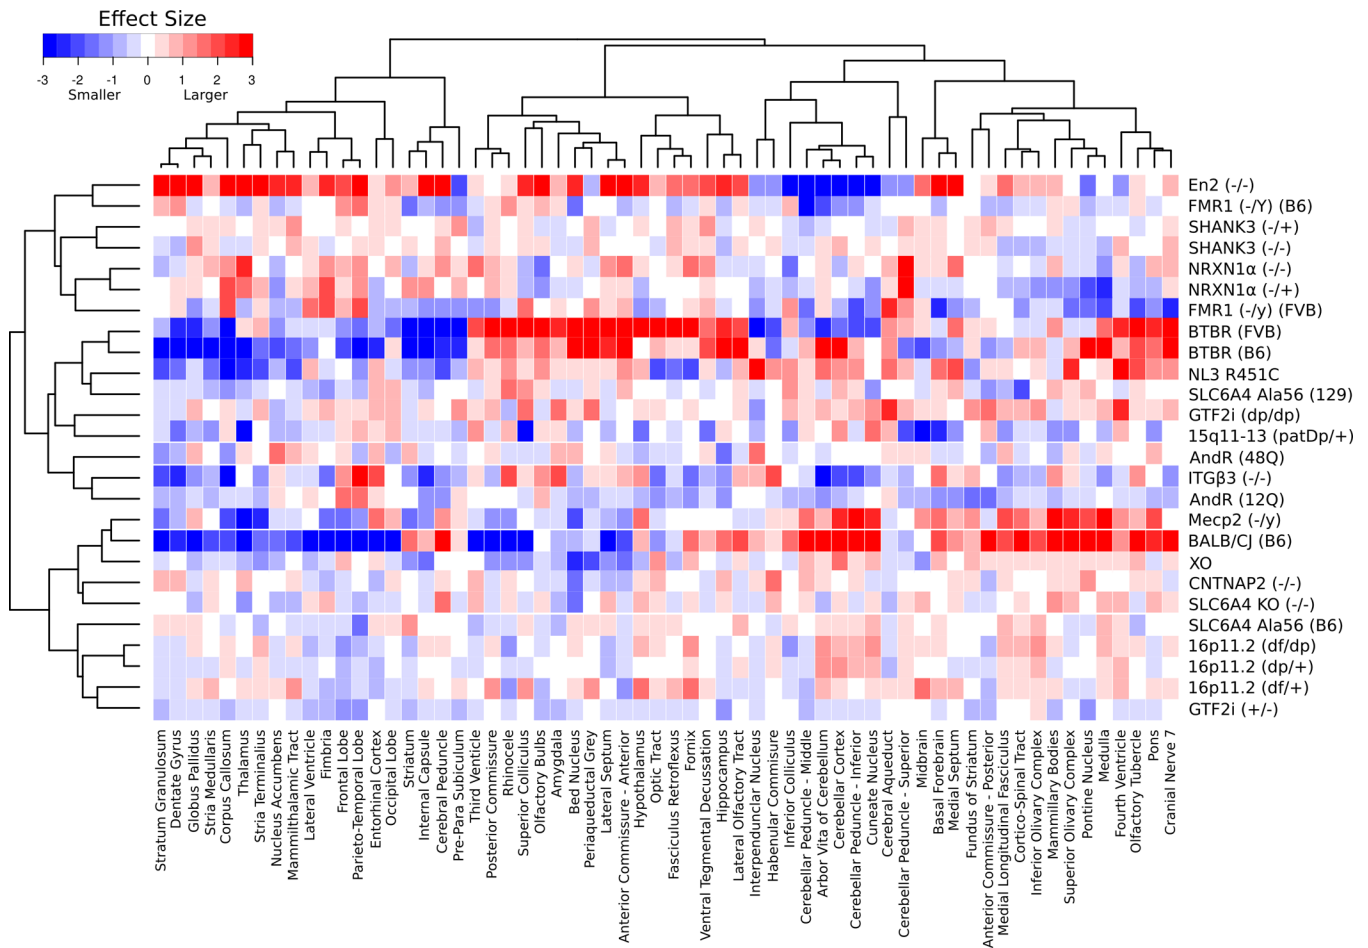 Effect Size
-3 -2 -1 0 1 2 3
Smaller Larger
En2 (-/-)
FMR1 (-/Y) (B6)
SHANK3 (-/+)
SHANK3 (-/-)
NRXN1α (-/-)
NRXN1α (-/+)
FMR1 (-/y) (FVB)
BTBR (FVB)
BTBR (B6)
NL3 R451C
SLC6A4 Ala56 (129)
GTF2i (dp/dp)
15q11-13 (patDp/+)
AndR (48Q)
ITGβ3 (-/-)
AndR (12Q)
Mecp2 (-/y)
BALB/CJ (B6)
XO
CNTNAP2 (-/-)
SLC6A4 KO (-/-)
SLC6A4 Ala56 (B6)
16p11.2 (df/dp)
16p11.2 (dp/+)
16p11.2 (df/+)
GTF2i (+/-)
Stratum Granulosum
Dentate Gyrus
Globus Pallidus
Stria Medullaris
Corpus Callosum
Thalamus
Stria Terminalius
Nucleus Accumbens
Mammilthalamic Tract
Lateral Ventricle
Fimbria
Frontal Lobe
Parieto-Temporal Lobe
Entorhinal Cortex
Occipital Lobe
Striatum
Internal Capsule
Cerebral Peduncle
Pre-Para Subiculum
Third Ventricle
Posterior Commissure
Rhinocele
Superior Colliculus
Olfactory Bulbs
Amygdala
Bed Nucleus
Periaqueductal Grey
Lateral Septum
Anterior Commissure - Anterior
Hypothalamus
Optic Tract
Fasciculus Retroflexus
Fornix
Ventral Tegmental Decussation
Hippocampus
Lateral Olfactory Tract
Interpenduncular Nucleus
Habenular Commisure
Inferior Colliculus
Cerebellar Peduncle - Middle
Arbor Vita of Cerebellum
Cerebellar Cortex
Cerebellar Peduncle - Inferior
Cuneate Nucleus
Cerebral Aqueduct
Cerebellar Peduncle - Superior
Midbrain
Basal Forebrain
Medial Septum
Fundus of Striatum
Anterior Commissure - Posterior
Medial Longitudinal Fasciculus
Cortico-Spinal Tract
Inferior Olivary Complex
Mammillary Bodies
Superior Olivary Complex
Pontine Nucleus
Medulla
Fourth Ventricle
Olfactory Tubercle
Pons
Cranial Nerve 7